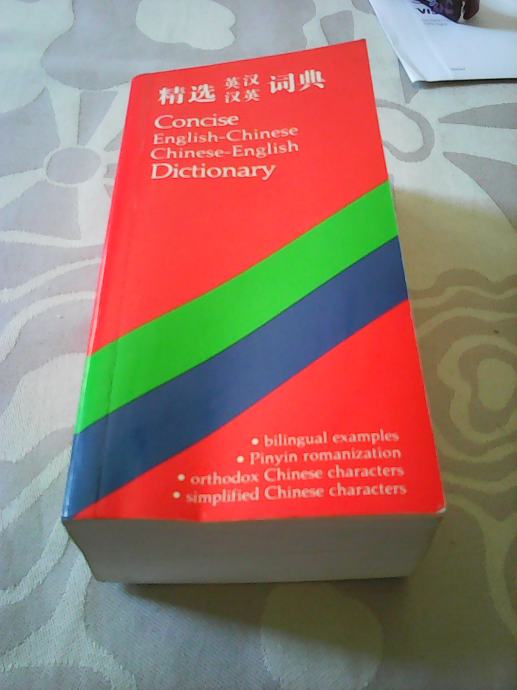 精选 英汉 词典
汉英
Concise
English-Chinese
Chinese-English
Dictionary
• bilingual examples
• Pinyin romanization
• orthodox Chinese characters
• simplified Chinese characters